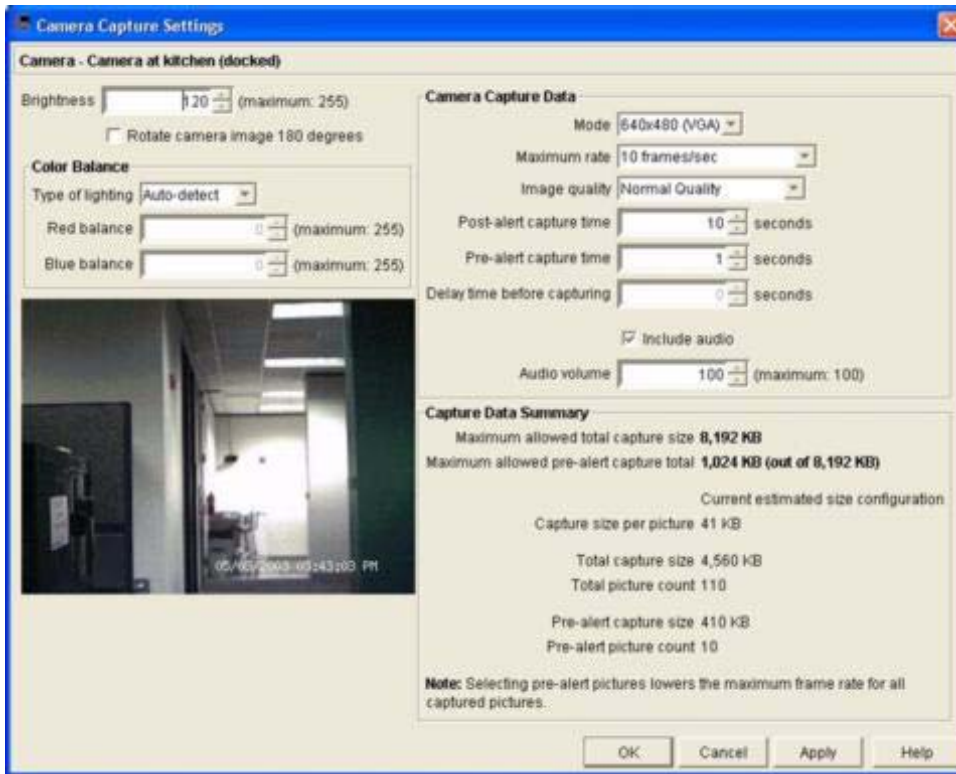 Camera Capture Settings
Camera - Camera at kitchen (docked)
Brightness 120 (maximum: 255)
Rotate camera image 180 degrees
Color Balance
Type of lighting Auto-detect
Red balance 0 (maximum: 255)
Blue balance 0 (maximum: 255)
05/05/2003 05:43:03 PM
Camera Capture Data
Mode 640x480 (VGA)
Maximum rate 10 frames/sec
Image quality Normal Quality
Post-alert capture time 10 seconds
Pre-alert capture time 1 seconds
Delay time before capturing 0 seconds
Include audio
Audio volume 100 (maximum: 100)
Capture Data Summary
Maximum allowed total capture size 8,192 KB
Maximum allowed pre-alert capture total 1,024 KB (out of 8,192 KB)
Current estimated size configuration
Capture size per picture 41 KB
Total capture size 4,560 KB
Total picture count 110
Pre-alert capture size 410 KB
Pre-alert picture count 10
Note: Selecting pre-alert pictures lowers the maximum frame rate for all
captured pictures.
OK Cancel Apply Help